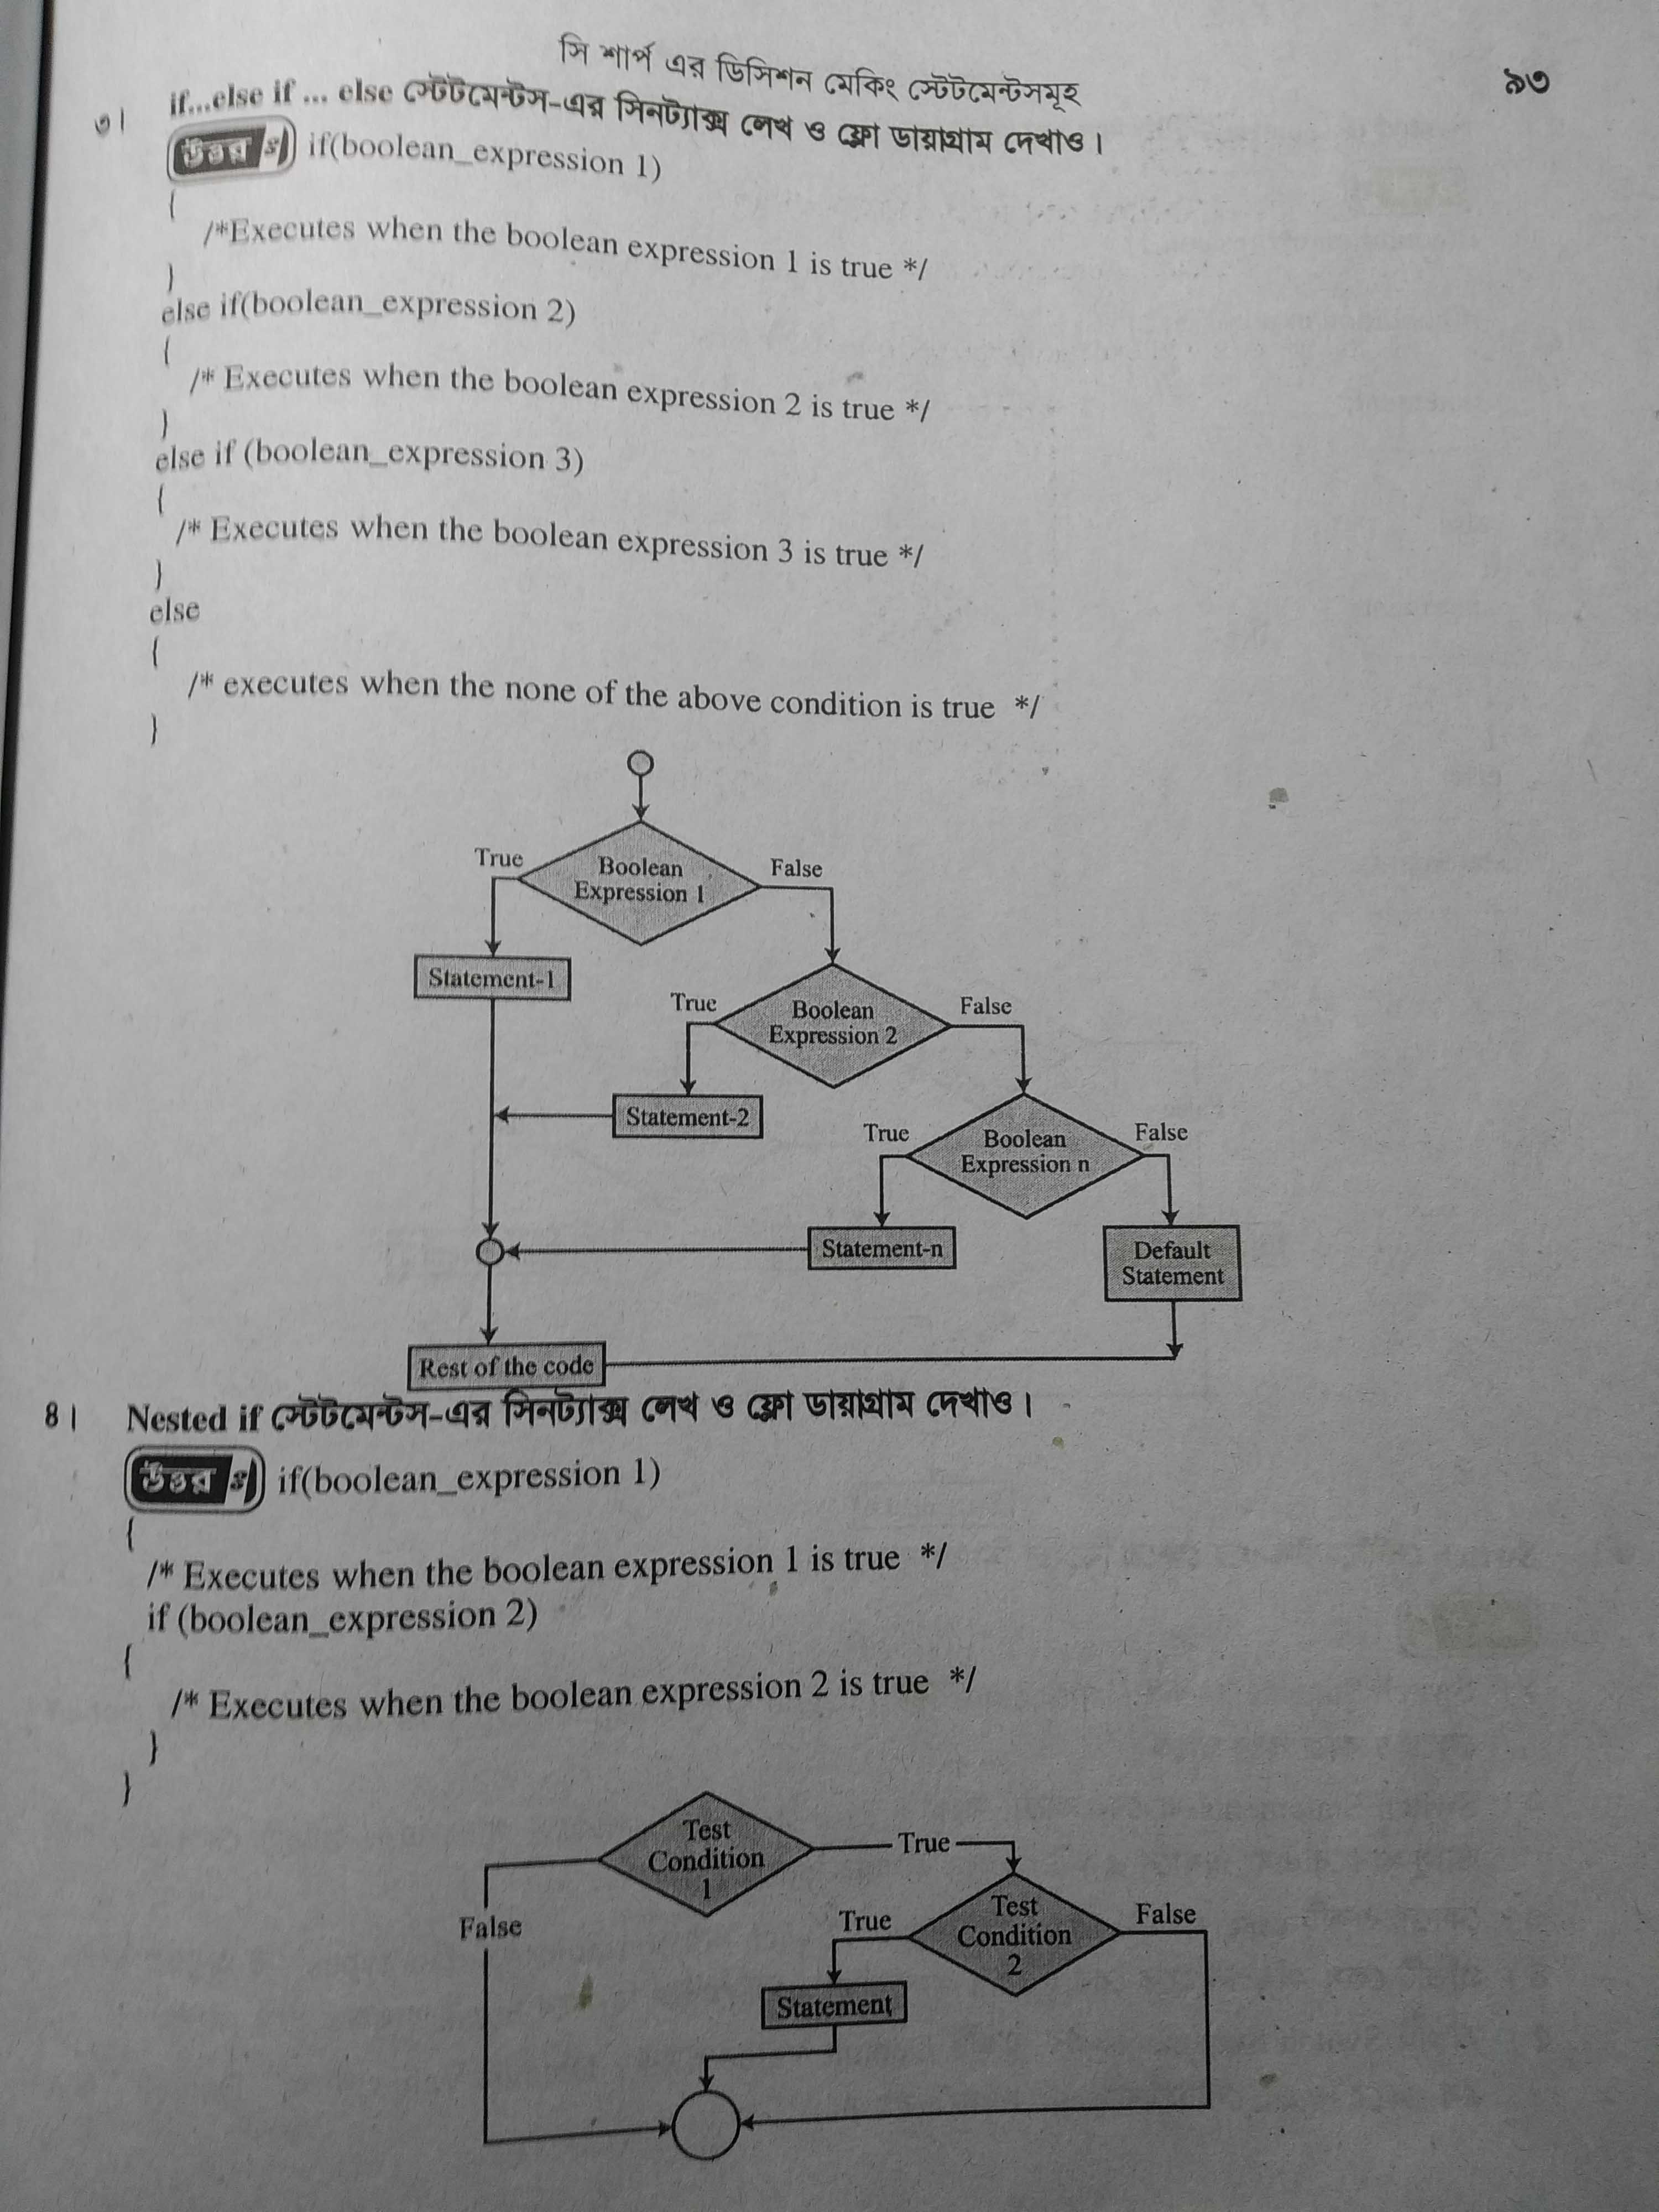 সি শার্প এর ডিসিশন মেকিং স্টেটমেন্টসমূহ
৯৩
৩। if...else if ... else স্টেটমেন্টস-এর সিনট্যাক্স লেখ ও ফ্লো ডায়াগ্রাম দেখাও।
উত্তর ঃ if(boolean_expression 1)
{
/*Executes when the boolean expression 1 is true */
}
else if(boolean_expression 2)
{
/* Executes when the boolean expression 2 is true */
}
else if (boolean_expression 3)
{
/* Executes when the boolean expression 3 is true */
}
else
{
/* executes when the none of the above condition is true */
}
Boolean
Expression 1
True
False
Statement-1
Boolean
Expression 2
True
False
Statement-2
Boolean
Expression n
True
False
Statement-n
Default
Statement
Rest of the code
৪। Nested if স্টেটমেন্টস-এর সিনট্যাক্স লেখ ও ফ্লো ডায়াগ্রাম দেখাও।
উত্তর ঃ if(boolean_expression 1)
{
/* Executes when the boolean expression 1 is true */
if (boolean_expression 2)
{
/* Executes when the boolean expression 2 is true */
}
}
Test
Condition
1
True
False
Test
Condition
2
True
False
Statement